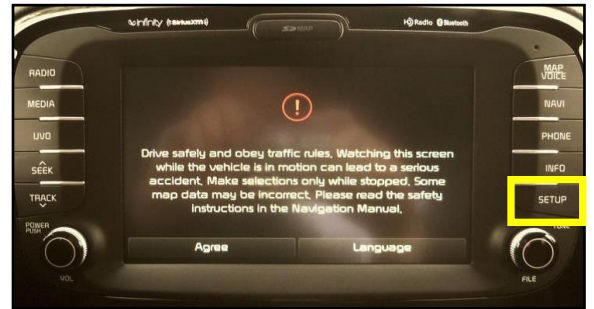 infinity (siriusxm)
SD MAP
HD Radio Bluetooth
RADIO
MEDIA
UVO
SEEK
TRACK
POWER
PUSH
VOL
Drive safely and obey traffic rules. Watching this screen
while the vehicle is in motion can lead to a serious
accident. Make selections only while stopped. Some
map data may be incorrect. Please read the safety
instructions in the Navigation Manual.
Agree
Language
MAP
VOICE
NAVI
PHONE
INFO
SETUP
TUNE
FILE